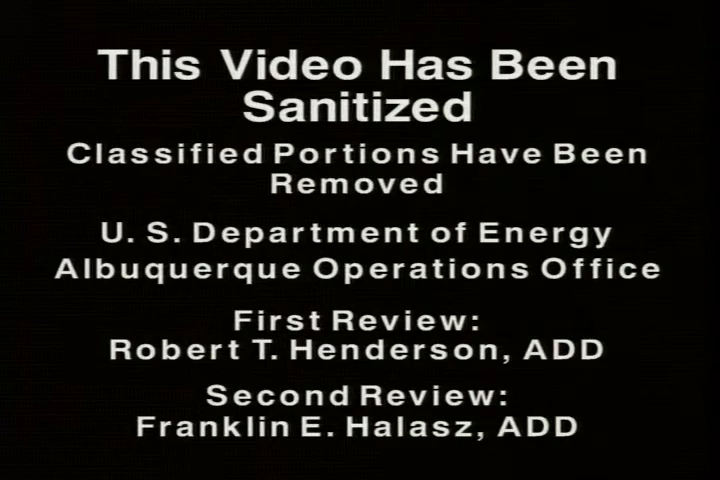 This Video Has Been
Sanitized
Classified Portions Have Been
Removed
U. S. Department of Energy
Albuquerque Operations Office
First Review:
Robert T. Henderson, ADD
Second Review:
Franklin E. Halasz, ADD